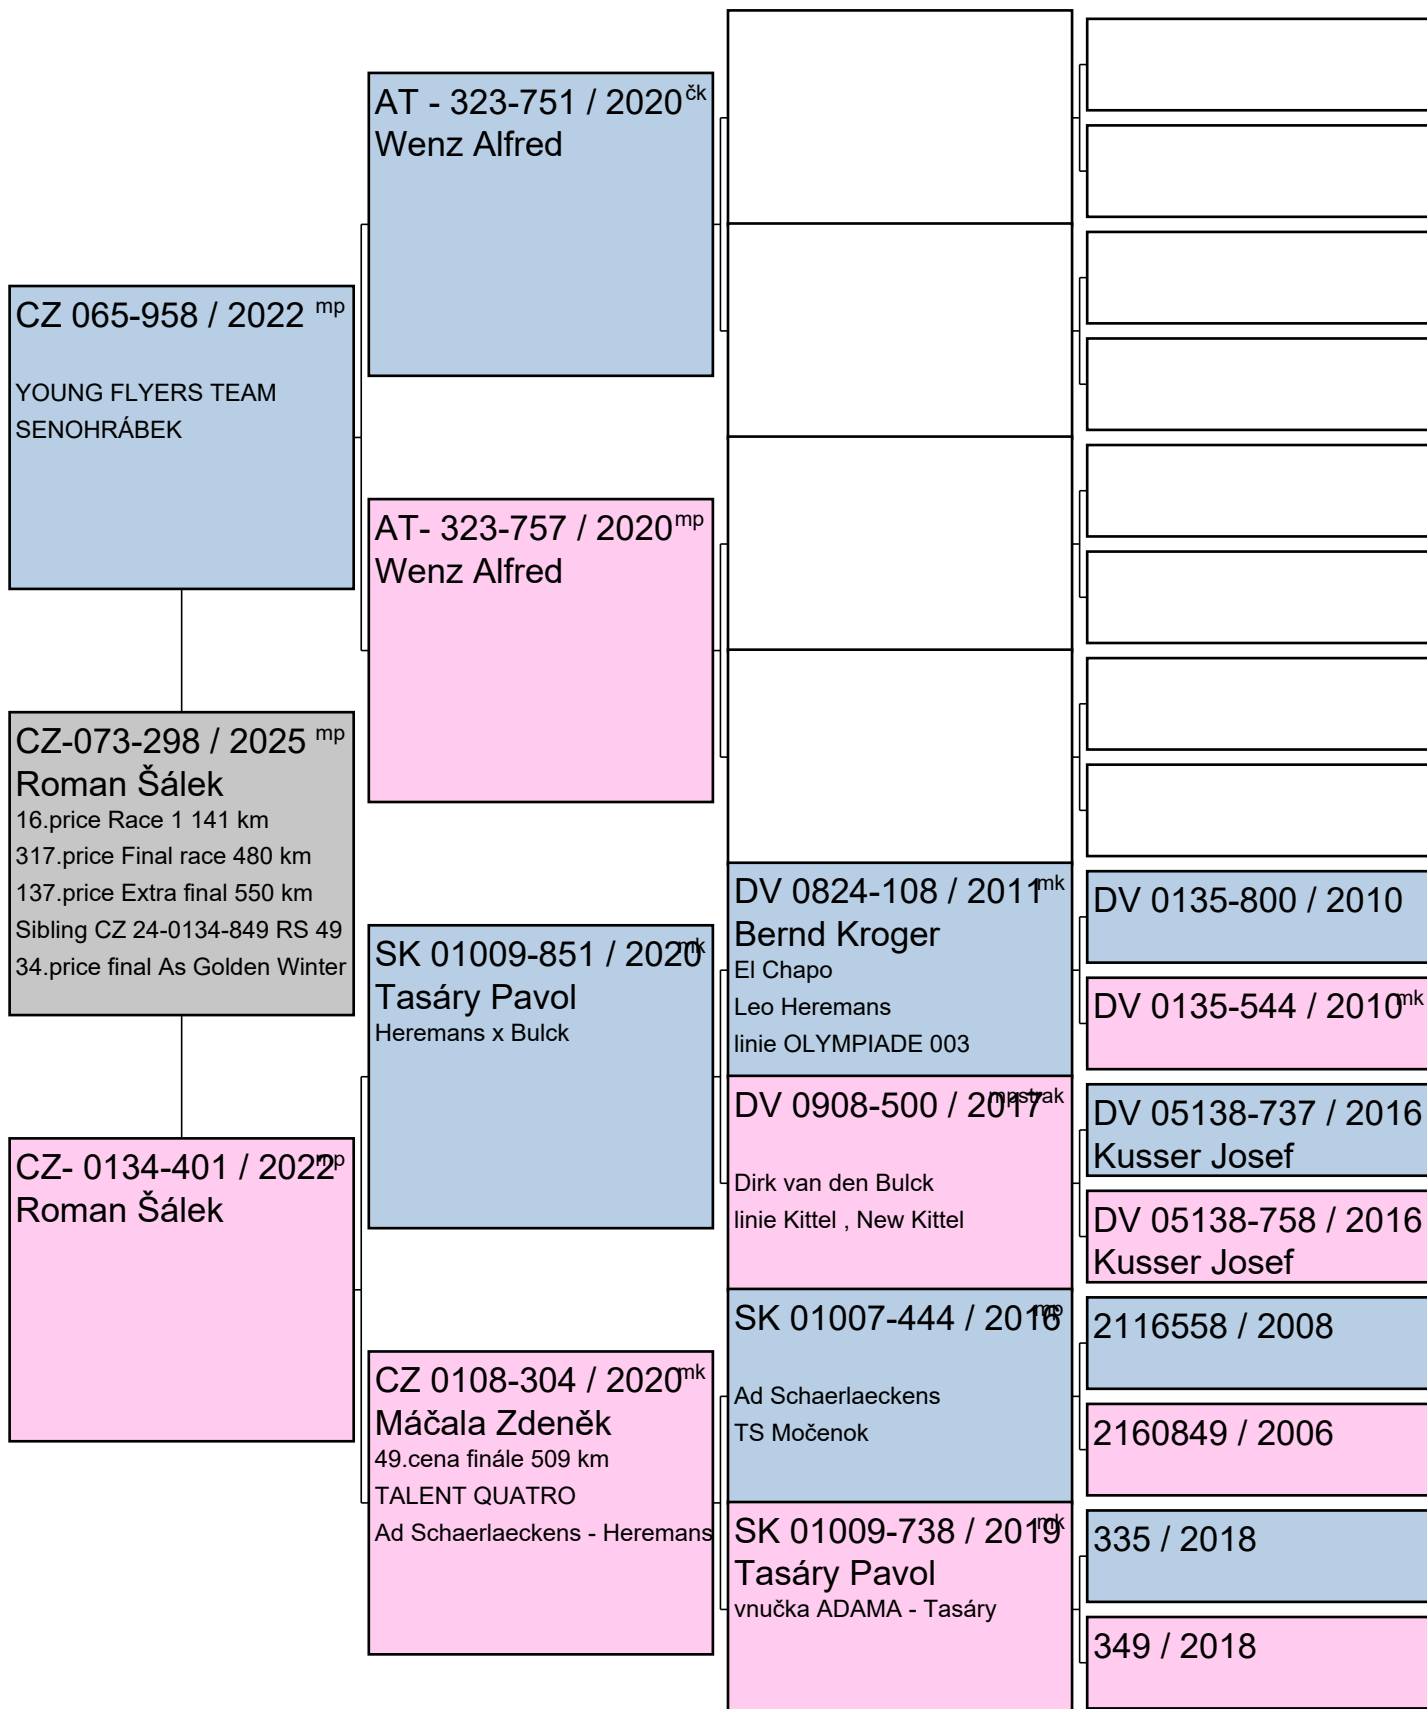 CZ 065-958 / 2022 mp
YOUNG FLYERS TEAM
SENOHRÁBEK
CZ-073-298 / 2025 mp
Roman Šálek
16.price Race 1 141 km
317.price Final race 480 km
137.price Extra final 550 km
Sibling CZ 24-0134-849 RS 49
34.price final As Golden Winter
CZ- 0134-401 / 2022 mp
Roman Šálek
AT - 323-751 / 2020 čk
Wenz Alfred
AT- 323-757 / 2020 mp
Wenz Alfred
SK 01009-851 / 2020 mk
Tasáry Pavol
Heremans x Bulck
CZ 0108-304 / 2020 mk
Máčala Zdeněk
49.cena finále 509 km
TALENT QUATRO
Ad Schaerlaeckens - Heremans
DV 0824-108 / 2011 mk
Bernd Kroger
El Chapo
Leo Heremans
linie OLYMPIADE 003
DV 0908-500 / 2017 mpstrak
Dirk van den Bulck
linie Kittel , New Kittel
SK 01007-444 / 2016 mp
Ad Schaerlaeckens
TS Močenok
SK 01009-738 / 2019 mk
Tasáry Pavol
vnučka ADAMA - Tasáry
DV 0135-800 / 2010
DV 0135-544 / 2010 mk
DV 05138-737 / 2016
Kusser Josef
DV 05138-758 / 2016
Kusser Josef
2116558 / 2008
2160849 / 2006
335 / 2018
349 / 2018